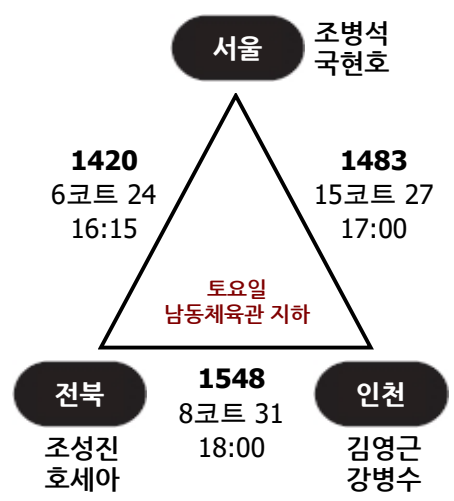 서울
조병석
국현호
1420
6코트 24
16:15
1483
15코트 27
17:00
토요일
남동체육관 지하
전북
조성진
호세아
1548
8코트 31
18:00
인천
김영근
강병수